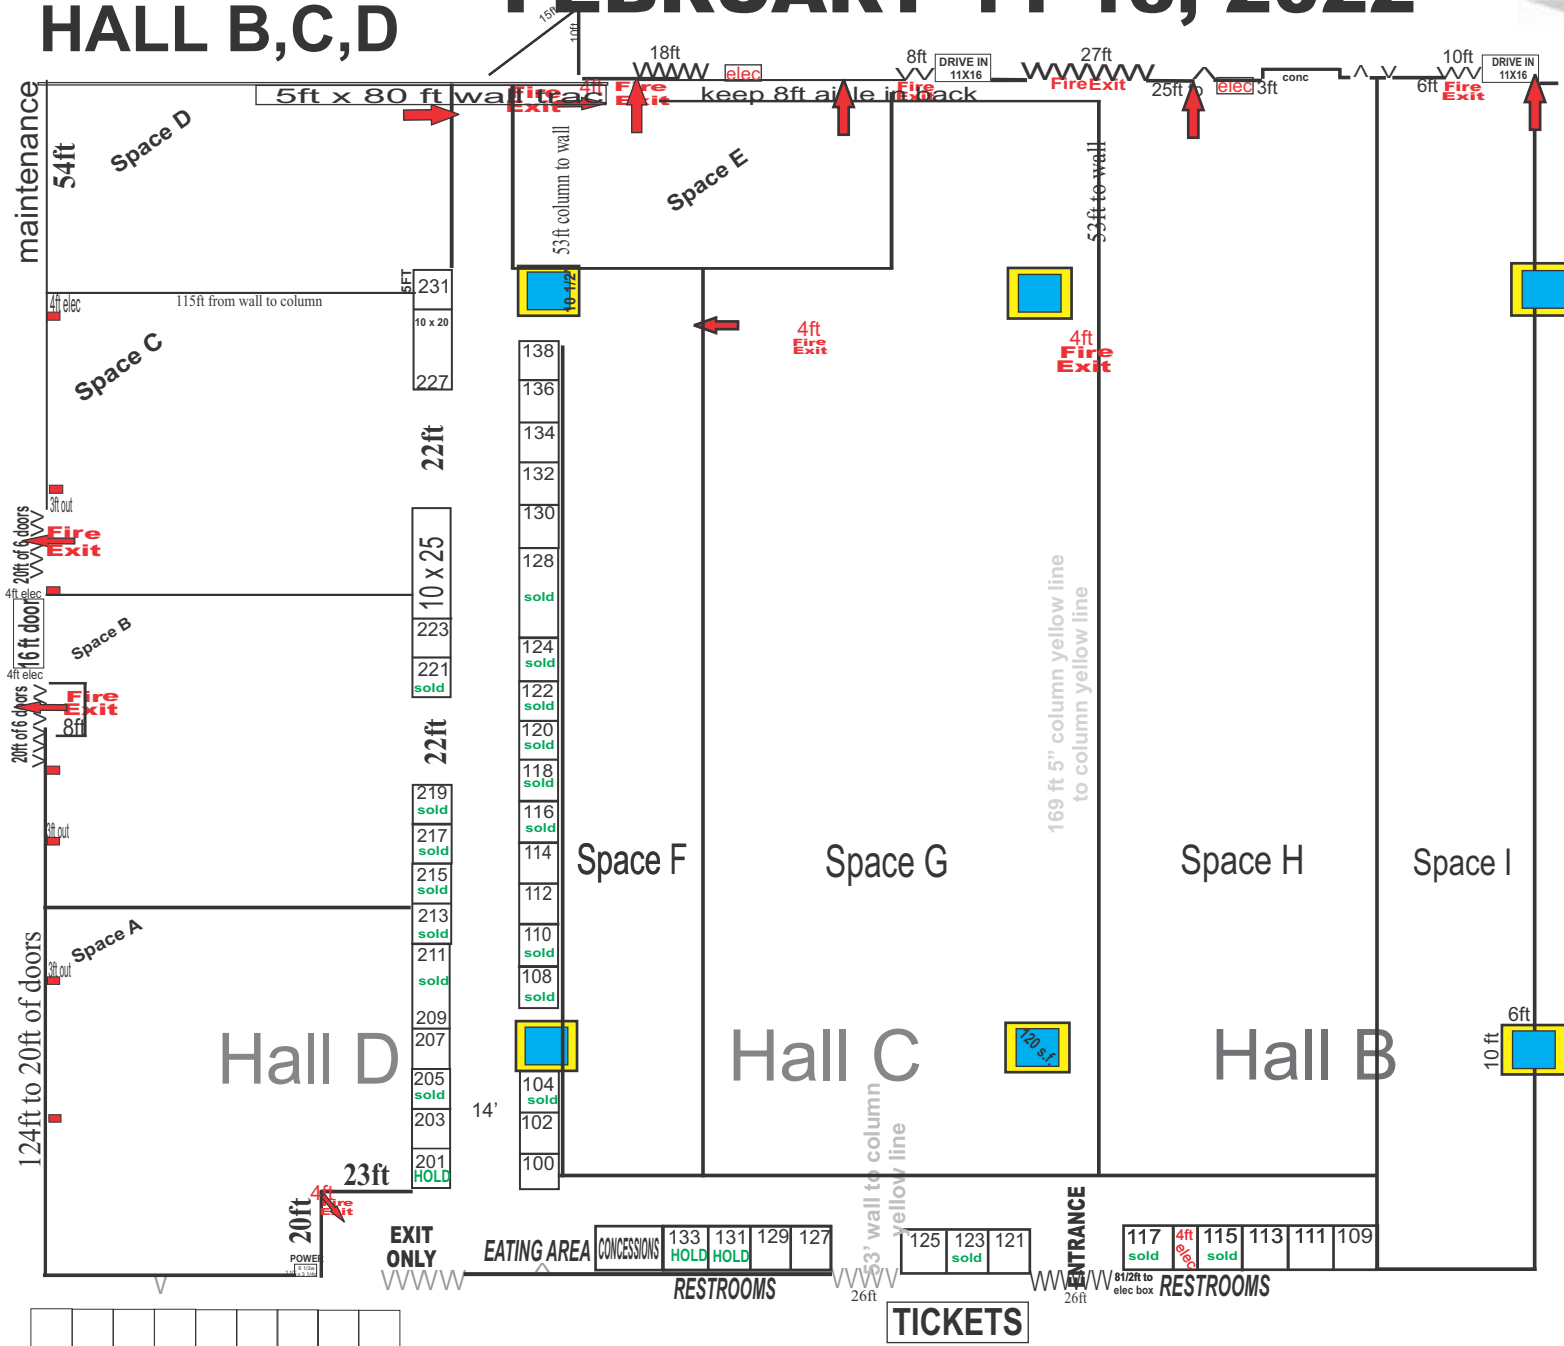 HALL B,C,D
15ft
10ft
18ft
elec
8ft
DRIVE IN
11X16
27ft
FireExit
25ft to
elec
3ft
conc
10ft
DRIVE IN
11X16
6ft
Fire
Exit
maintenance
5ft x 80 ft wall trac
Fire
Exit
4ft
Fire
Exit
keep 8ft aisle in back
Fire
Exit
54ft
Space D
53ft column to wall
Space E
53ft to wall
5FT
231
10 1/2'
115ft from wall to column
4ft elec
10 x 20
227
Space C
4ft
Fire
Exit
4ft
Fire
Exit
138
136
134
132
130
128
sold
22ft
3ft out
20ft of 6 doors
Fire
Exit
4ft elec
10 x 25
16 ft door
Space B
223
221
sold
4ft elec
20ft of 6 doors
Fire
Exit
8ft
22ft
124
sold
122
sold
120
sold
118
sold
116
sold
114
112
110
sold
108
sold
169 ft 5” column yellow line
to column yellow line
219
sold
217
sold
215
sold
213
sold
211
sold
209
207
205
sold
203
201
HOLD
3ft out
Space F
Space G
Space H
Space I
Space A
3ft out
124ft to 20ft of doors
Hall D
Hall C
Hall B
120 s.f.
6ft
10 ft
14’
104
sold
102
100
53’ wall to column
yellow line
23ft
20ft
4ft
Fire
Exit
POWER
EXIT
ONLY
EATING AREA
CONCESSIONS
133
HOLD
131
HOLD
129
127
RESTROOMS
26ft
125
123
sold
121
TICKETS
ENTRANCE
26ft
81/2ft to
elec box
117
sold
4ft
elec
115
sold
113
111
109
RESTROOMS